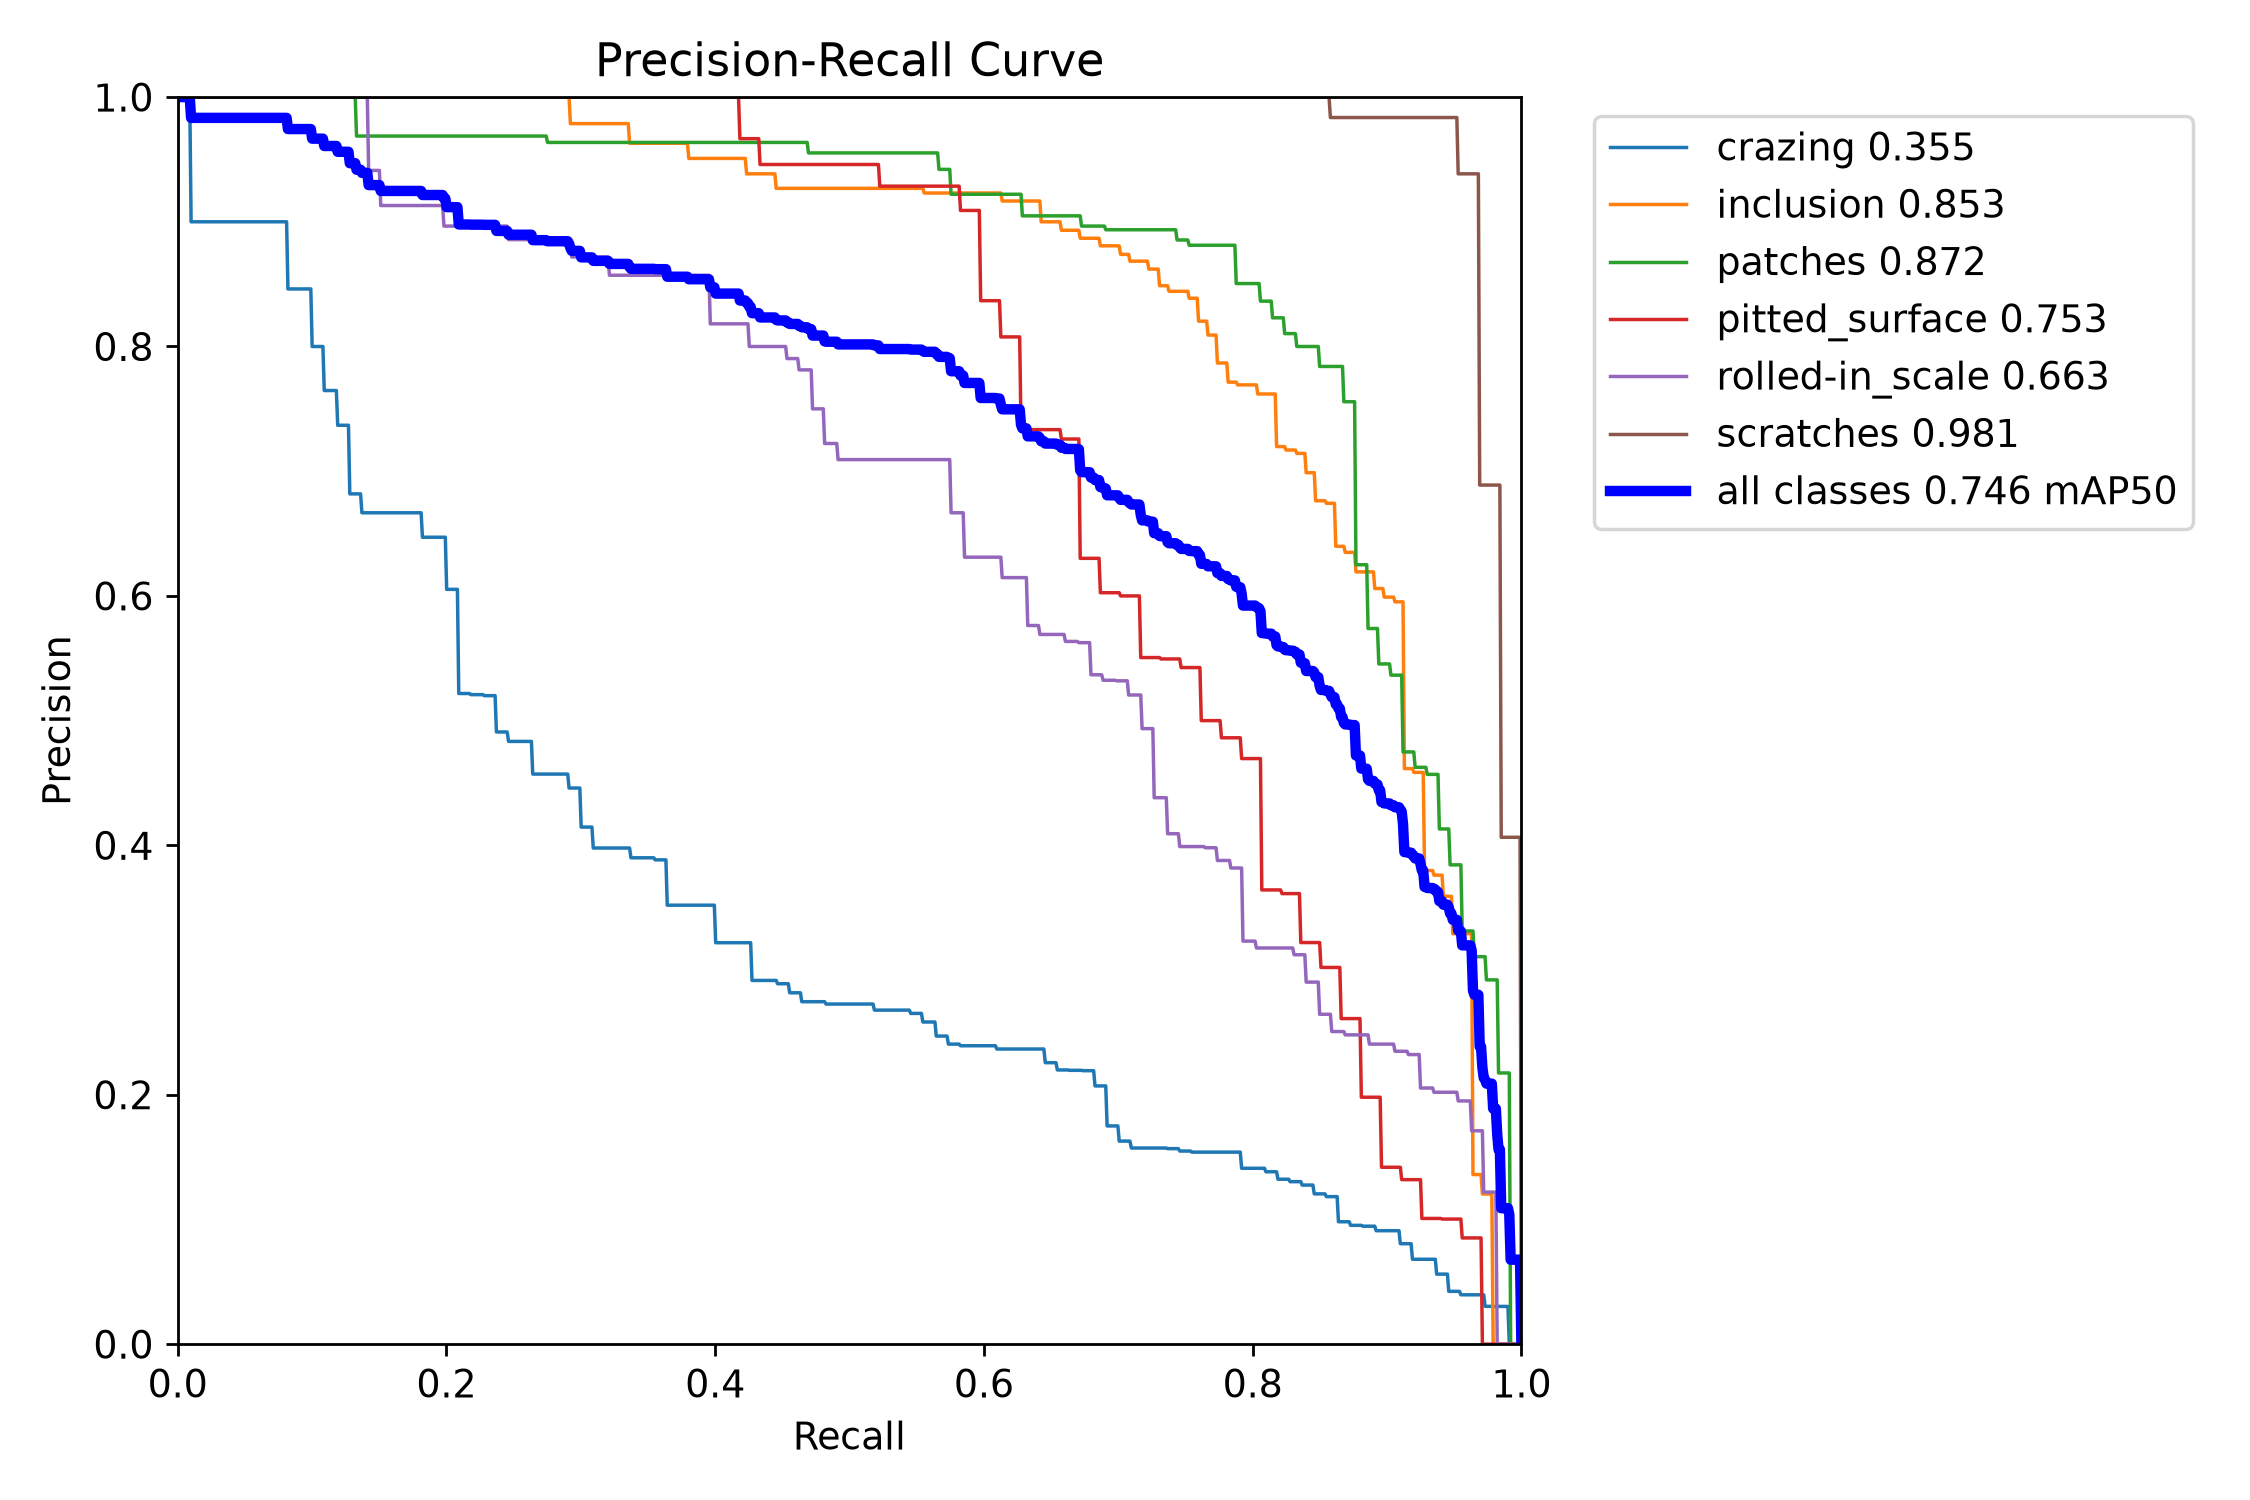 Precision-Recall Curve
1.0
0.8
0.6
0.4
0.2
0.0
Precision
0.0 0.2 0.4 0.6 0.8 1.0
Recall
crazing 0.355
inclusion 0.853
patches 0.872
pitted_surface 0.753
rolled-in_scale 0.663
scratches 0.981
all classes 0.746 mAP50